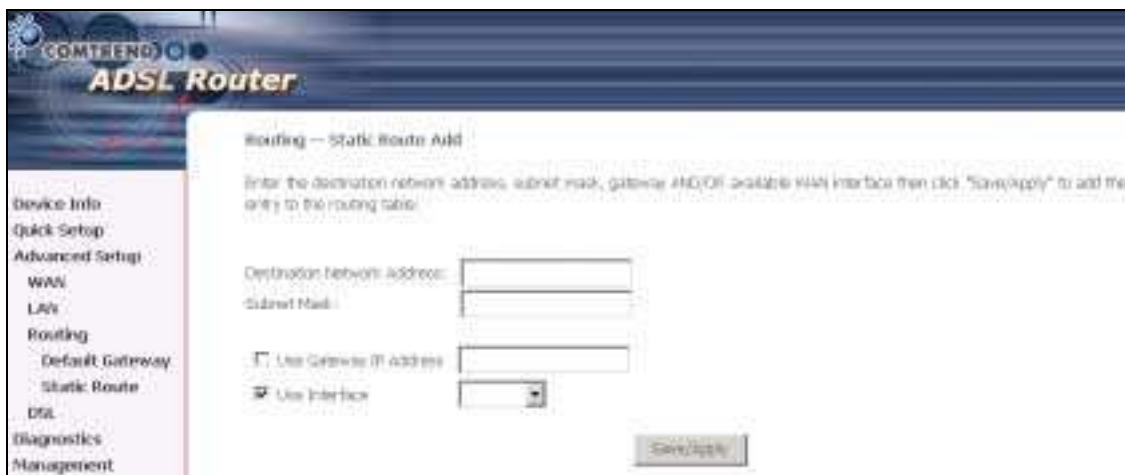 COMTREND
ADSL Router
Routing -- Static Route Add
Enter the destination network address, subnet mask, gateway AND/OR available WAN interface then click "Save/Apply" to add the
entry to the routing table.
Device Info
Quick Setup
Advanced Setup
WAN
LAN
Routing
Default Gateway
Static Route
DSL
Diagnostics
Management
Destination Network Address:
Subnet Mask:
Use Gateway IP Address
Use Interface
Save/Apply